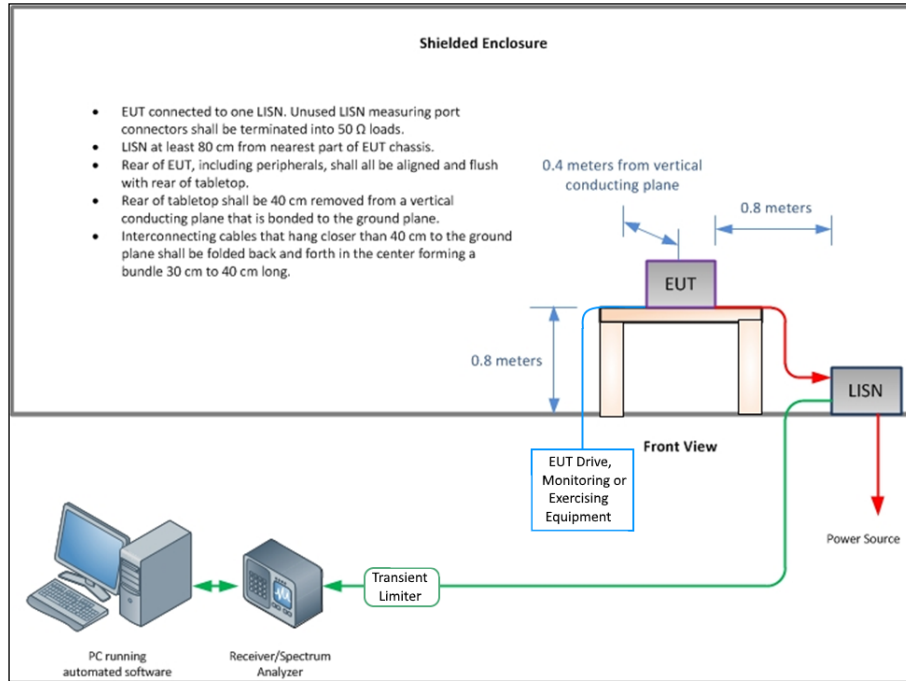 Shielded Enclosure
• EUT connected to one LISN. Unused LISN measuring port
connectors shall be terminated into 50 Ω loads.
• LISN at least 80 cm from nearest part of EUT chassis.
• Rear of EUT, including peripherals, shall all be aligned and flush
with rear of tabletop.
• Rear of tabletop shall be 40 cm removed from a vertical
conducting plane that is bonded to the ground plane.
• Interconnecting cables that hang closer than 40 cm to the ground
plane shall be folded back and forth in the center forming a
bundle 30 cm to 40 cm long.
0.4 meters from vertical
conducting plane
0.8 meters
EUT
0.8 meters
LISN
Front View
EUT Drive,
Monitoring or
Exercising
Equipment
Power Source
Transient
Limiter
PC running
automated software
Receiver/Spectrum
Analyzer